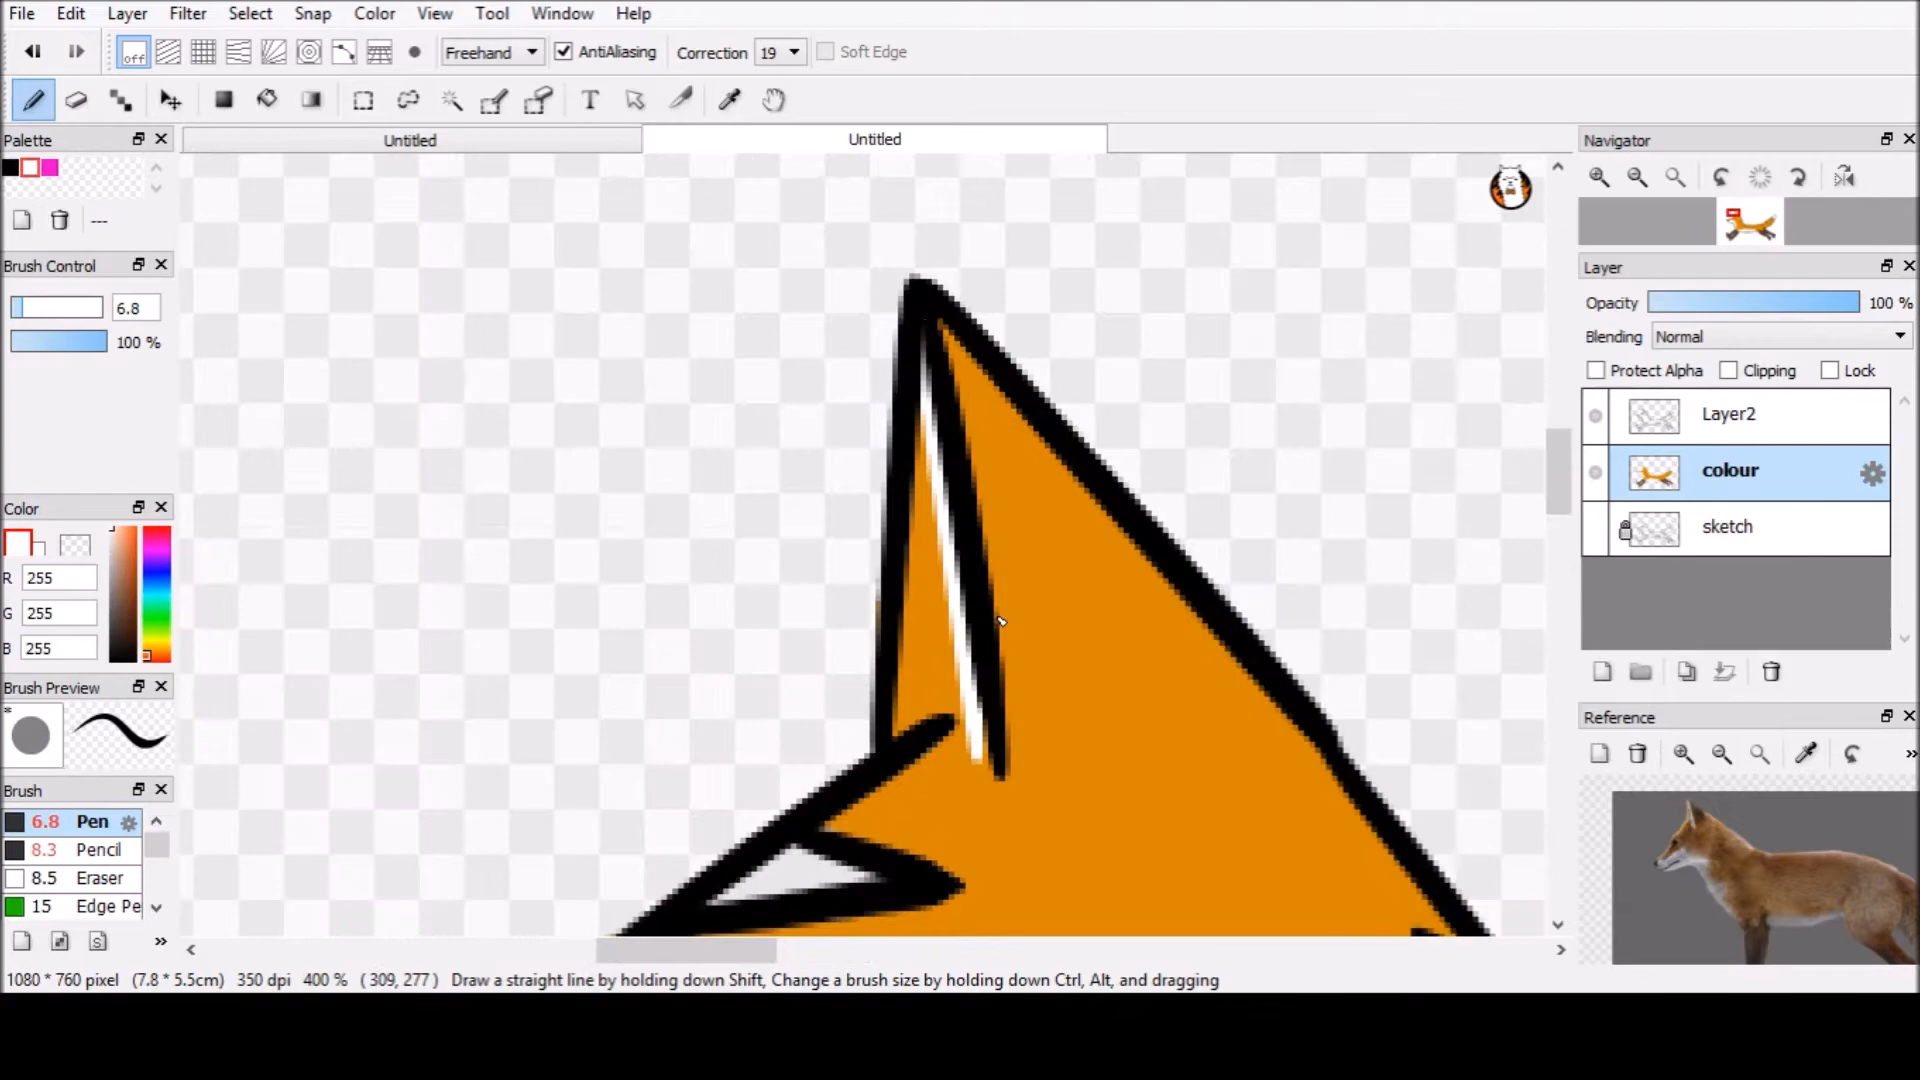 File Edit Layer Filter Select Snap Color View Tool Window Help
off Freehand AntiAliasing Correction 19 Soft Edge
T
Palette Untitled Untitled Navigator
---
Brush Control
6.8
100 %
Layer
Opacity 100 %
Blending Normal
Protect Alpha Clipping Lock
Layer2
colour
sketch
Color
R 255
G 255
B 255
Brush Preview
*
Reference
»
Brush
6.8 Pen
8.3 Pencil
8.5 Eraser
15 Edge Pe
S »
1080 * 760 pixel (7.8 * 5.5cm) 350 dpi 400 % ( 309, 277 ) Draw a straight line by holding down Shift, Change a brush size by holding down Ctrl, Alt, and dragging